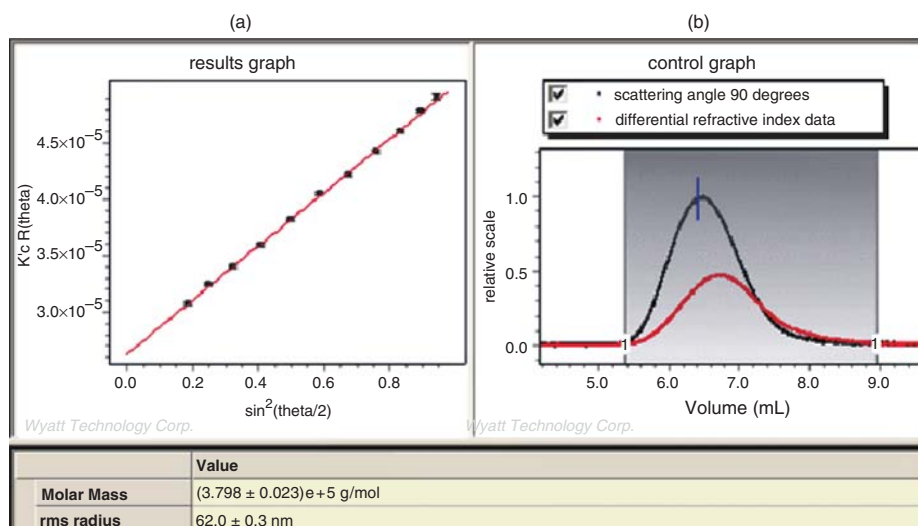 (a)
results graph
K'c R(theta)
4.5×10⁻⁵
4.0×10⁻⁵
3.5×10⁻⁵
3.0×10⁻⁵
0.0 0.2 0.4 0.6 0.8
sin²(theta/2)
Wyatt Technology Corp.
(b)
control graph
scattering angle 90 degrees
differential refractive index data
relative scale
1.0
0.5
0.0
1 1
5.0 6.0 7.0 8.0 9.0
Volume (mL)
Wyatt Technology Corp.
Value
Molar Mass (3.798 ± 0.023)e+5 g/mol
rms radius 62.0 ± 0.3 nm